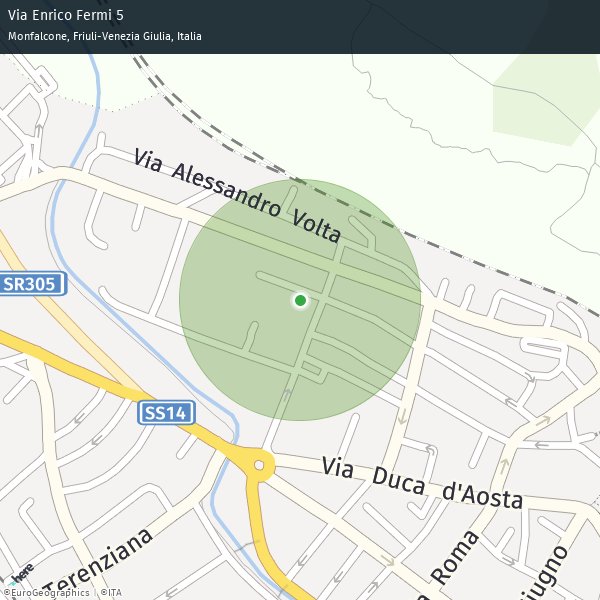 Via Enrico Fermi 5
Monfalcone, Friuli-Venezia Giulia, Italia
Via Alessandro Volta
SR305
SS14
Via Duca d'Aosta
Terenziana
Roma
iugno
here
©EuroGeographics | ©ITA